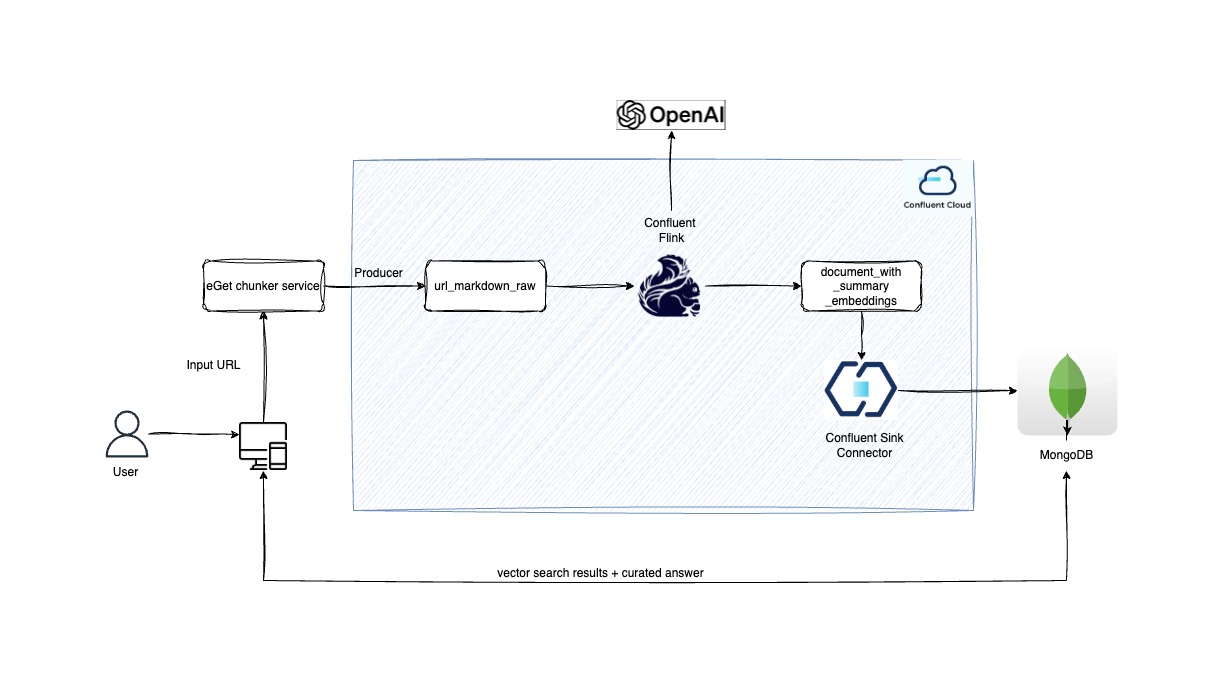 OpenAI
Confluent Cloud
Confluent
Flink
eGet chunker service
Producer
url_markdown_raw
document_with
_summary
_embeddings
Input URL
Confluent Sink
Connector
User
MongoDB
vector search results + curated answer